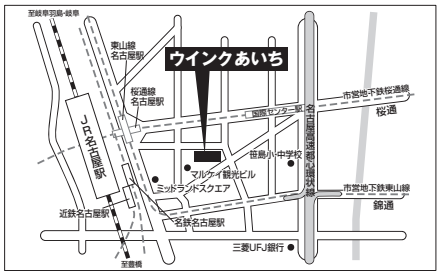 至岐阜羽島・岐阜
東山線
名古屋駅
ウインクあいち
桜通線
名古屋駅
国際センター駅
市営地下鉄桜通線
桜通
JR名古屋駅
名古屋高速都心環状線
笹島小・中学校
マルケイ観光ビル
ミッドランドスクエア
市営地下鉄東山線
錦通
近鉄名古屋駅
名鉄名古屋駅
三菱UFJ銀行
至豊橋